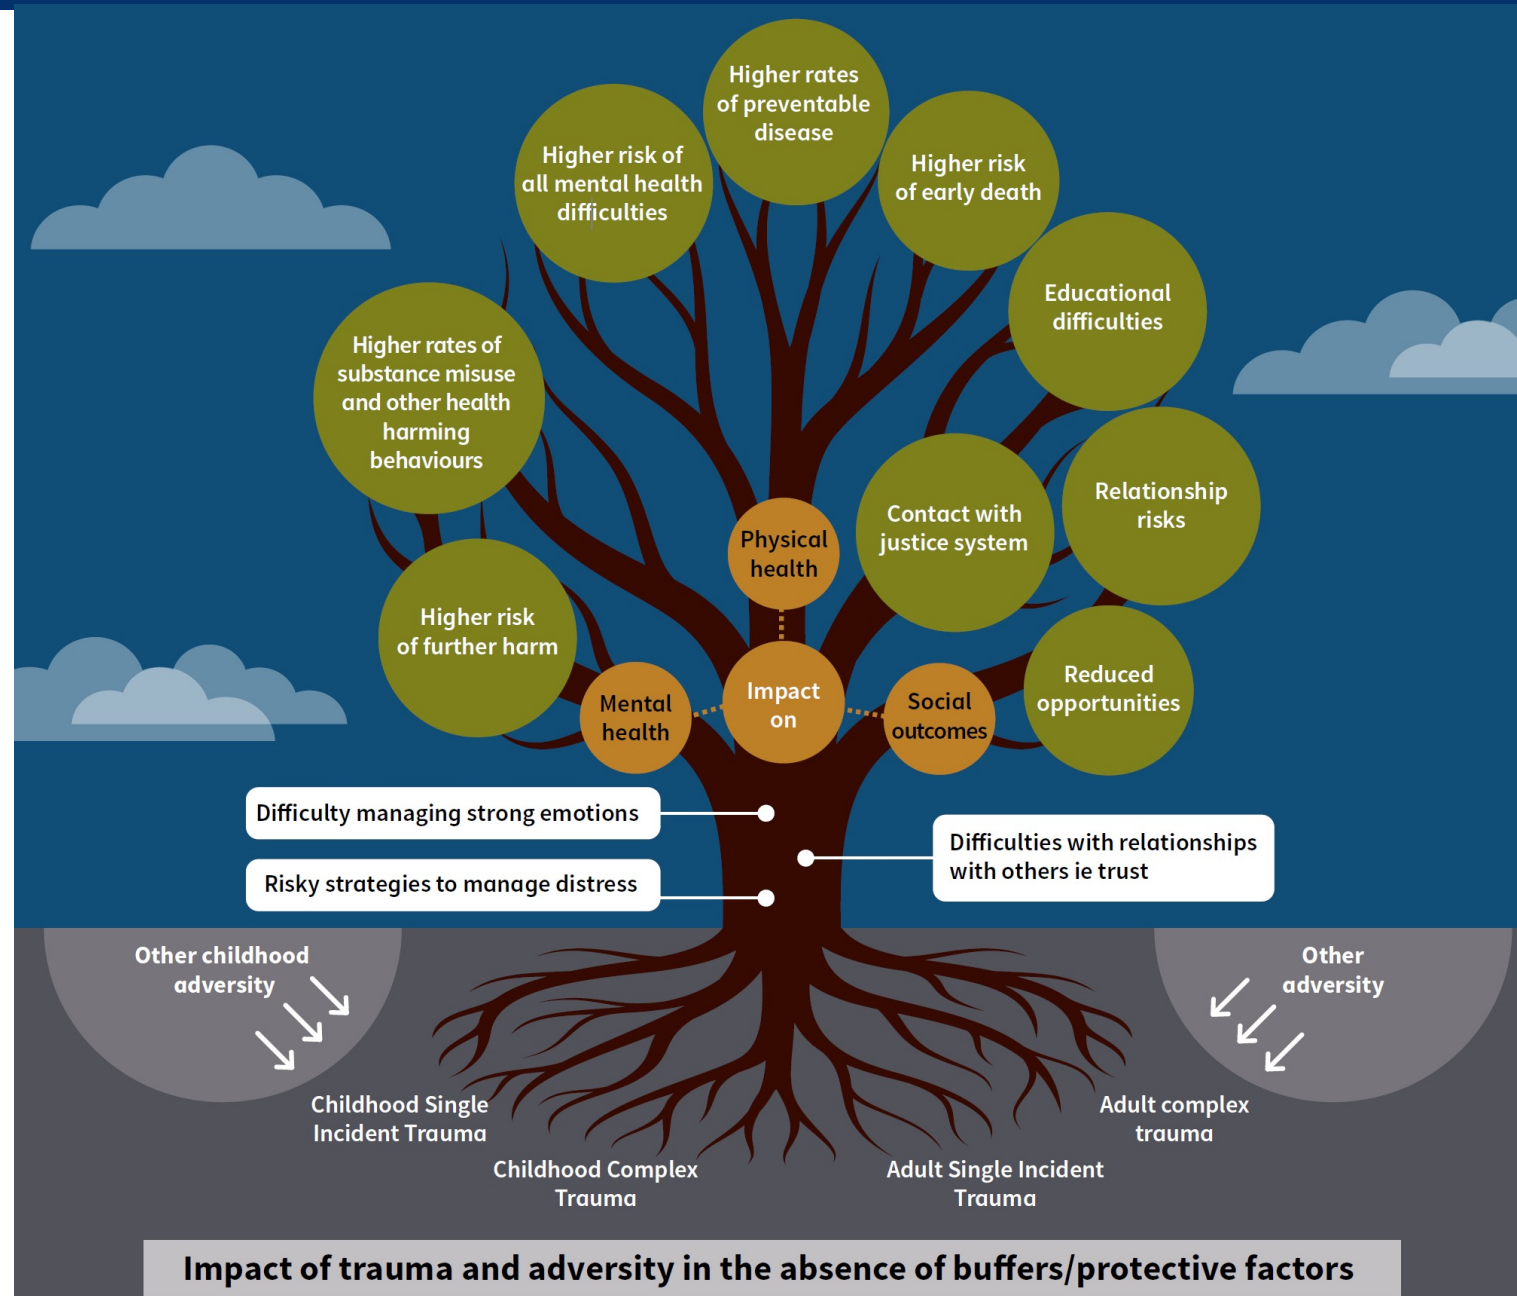 Higher rates
of preventable
disease
Higher risk of
all mental health
difficulties
Higher risk
of early death
Educational
difficulties
Higher rates of
substance misuse
and other health
harming
behaviours
Relationship
risks
Contact with
justice system
Physical
health
Higher risk
of further harm
Reduced
opportunities
Mental
health
Impact
on
Social
outcomes
Difficulty managing strong emotions
Risky strategies to manage distress
Difficulties with relationships
with others ie trust
Other childhood
adversity
Other
adversity
Childhood Single
Incident Trauma
Childhood Complex
Trauma
Adult Single Incident
Trauma
Adult complex
trauma
Impact of trauma and adversity in the absence of buffers/protective factors